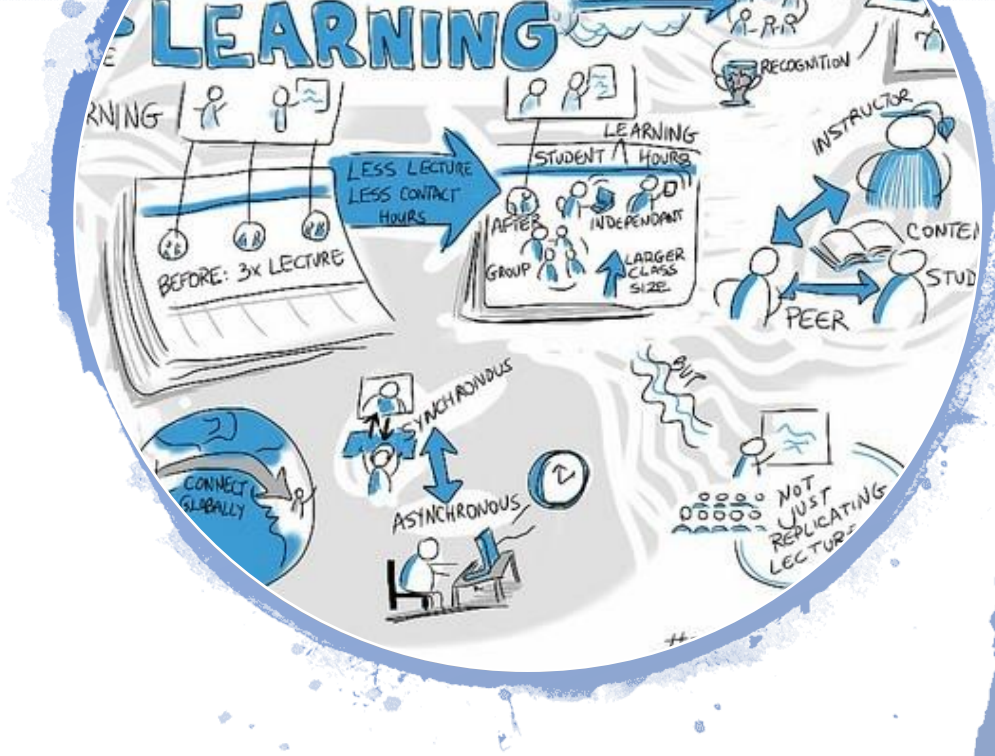 LEARNING
RECOGNITION
RNING
INSTRUCTOR
LESS LECTURE
LESS CONTACT
HOURS
LEARNING
STUDENT ∧ HOURS
AFTER
INDEPENDANT
GROUP
LARGER
CLASS
SIZE
BEFORE: 3x LECTURE
CONTEN
STUD
PEER
BUT
SYNCHRONOUS
CONNECT
GLOBALLY
ASYNCHRONOUS
NOT
JUST
REPLICATING
LECTURE